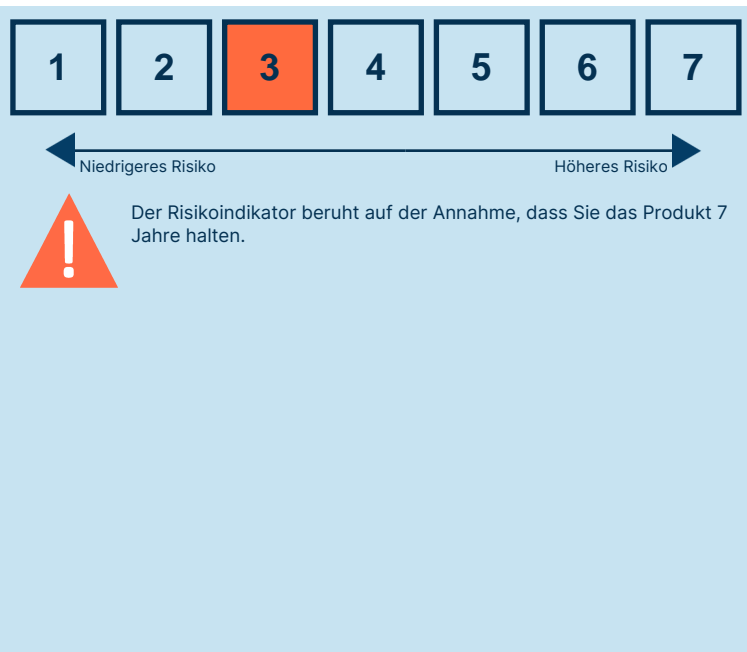 1 2 3 4 5 6 7
Niedrigeres Risiko Höheres Risiko
!
Der Risikoindikator beruht auf der Annahme, dass Sie das Produkt 7
Jahre halten.